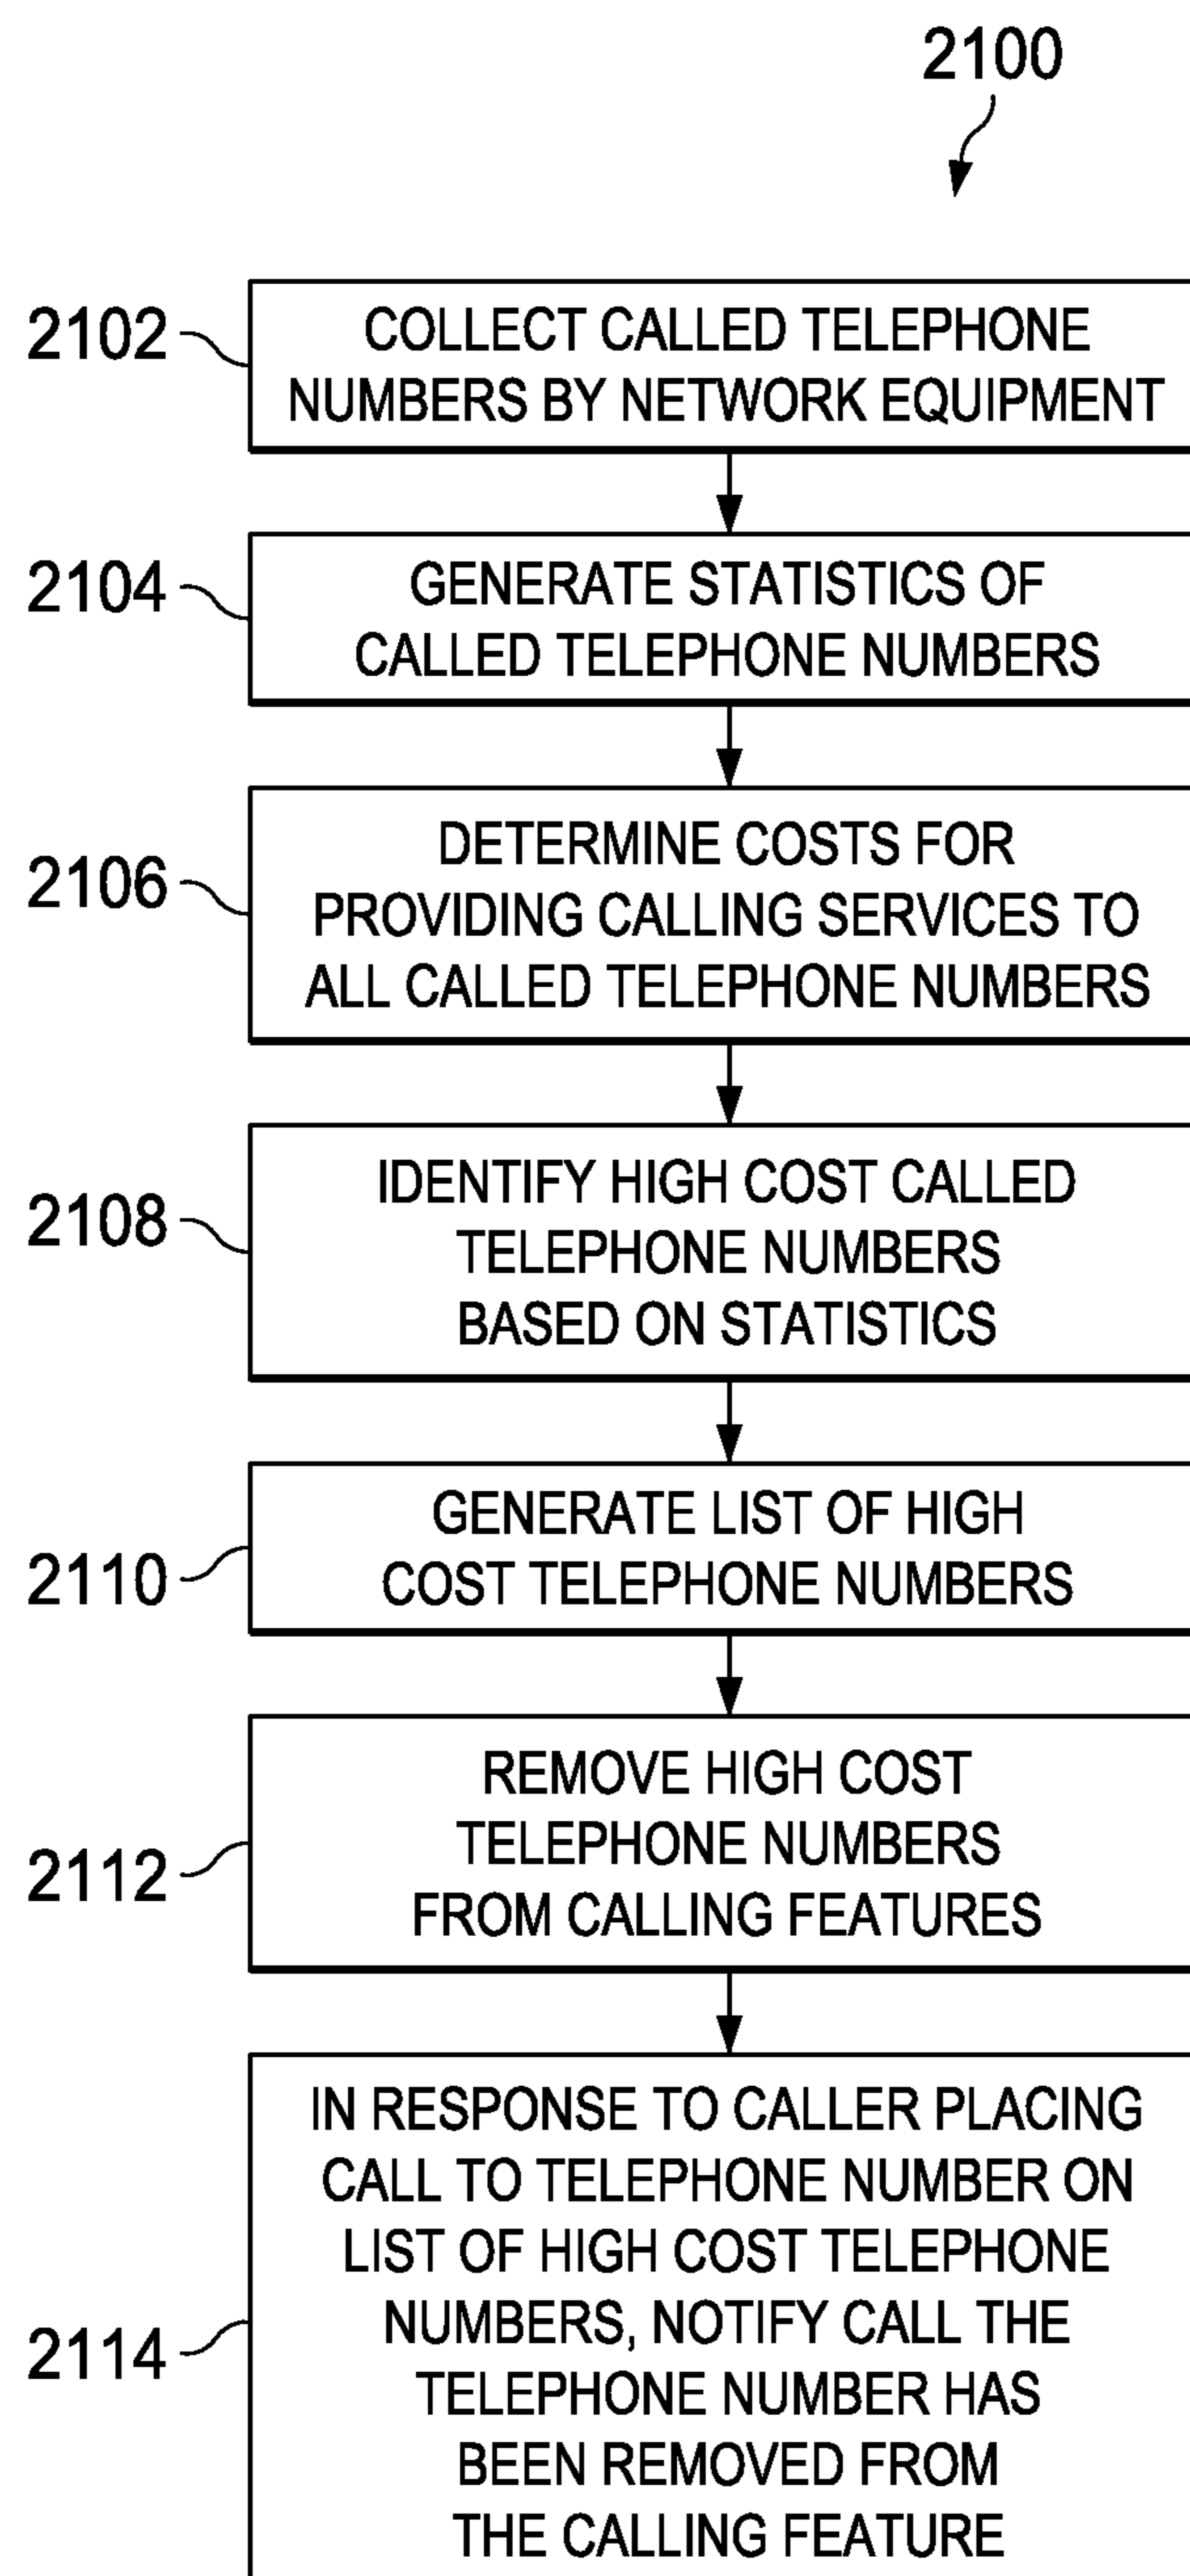 2100
2102
COLLECT CALLED TELEPHONE
NUMBERS BY NETWORK EQUIPMENT
2104
GENERATE STATISTICS OF
CALLED TELEPHONE NUMBERS
2106
DETERMINE COSTS FOR
PROVIDING CALLING SERVICES TO
ALL CALLED TELEPHONE NUMBERS
2108
IDENTIFY HIGH COST CALLED
TELEPHONE NUMBERS
BASED ON STATISTICS
2110
GENERATE LIST OF HIGH
COST TELEPHONE NUMBERS
2112
REMOVE HIGH COST
TELEPHONE NUMBERS
FROM CALLING FEATURES
2114
IN RESPONSE TO CALLER PLACING
CALL TO TELEPHONE NUMBER ON
LIST OF HIGH COST TELEPHONE
NUMBERS, NOTIFY CALL THE
TELEPHONE NUMBER HAS
BEEN REMOVED FROM
THE CALLING FEATURE